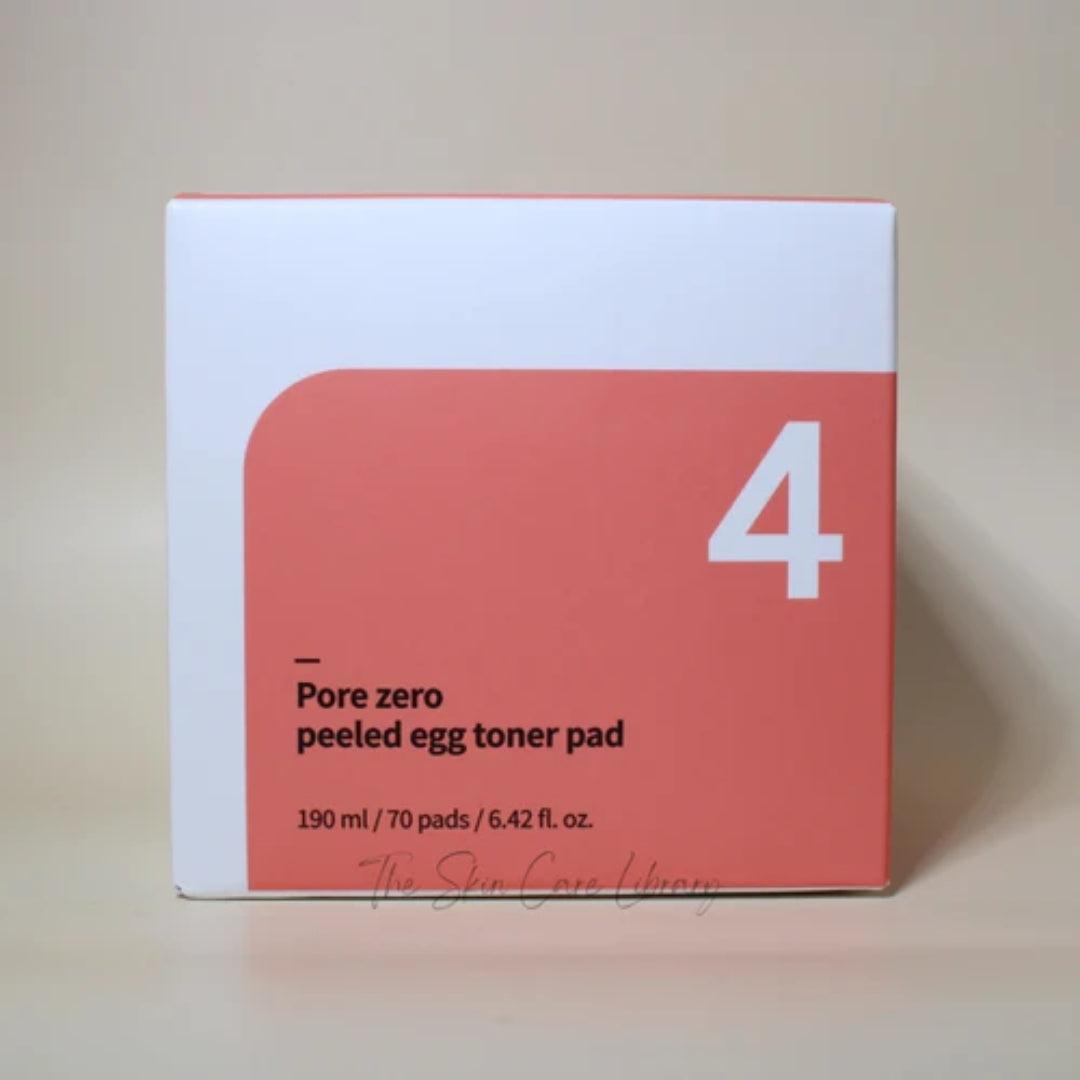 4
Pore zero
peeled egg toner pad
190 ml / 70 pads / 6.42 fl. oz.
The Skin Care Library